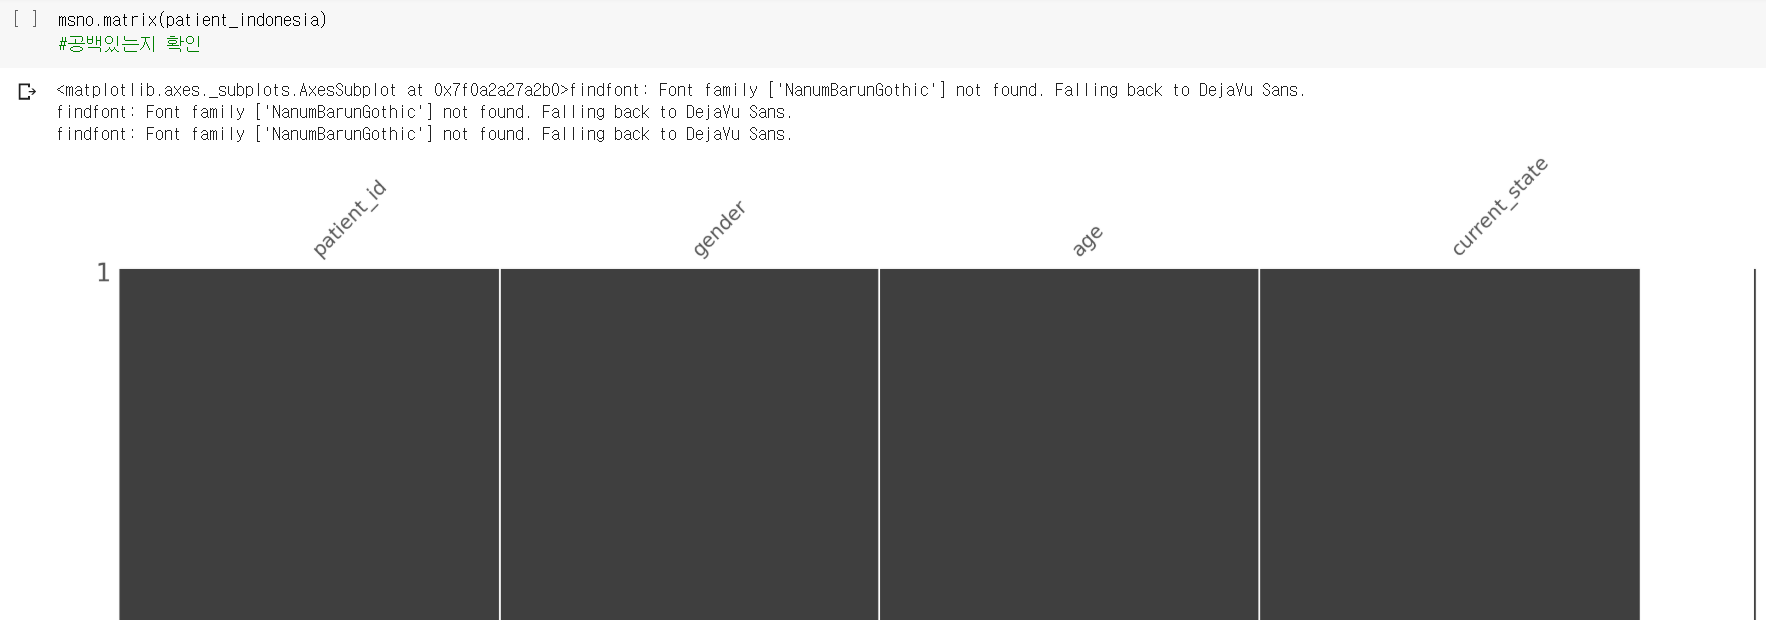 [ ] msno.matrix(patient_indonesia)
#공백있는지 확인
<matplotlib.axes._subplots.AxesSubplot at 0x7f0a2a27a2b0>findfont: Font family ['NanumBarunGothic'] not found. Falling back to DejaVu Sans.
findfont: Font family ['NanumBarunGothic'] not found. Falling back to DejaVu Sans.
findfont: Font family ['NanumBarunGothic'] not found. Falling back to DejaVu Sans.
patient_id
gender
age
current_state
1